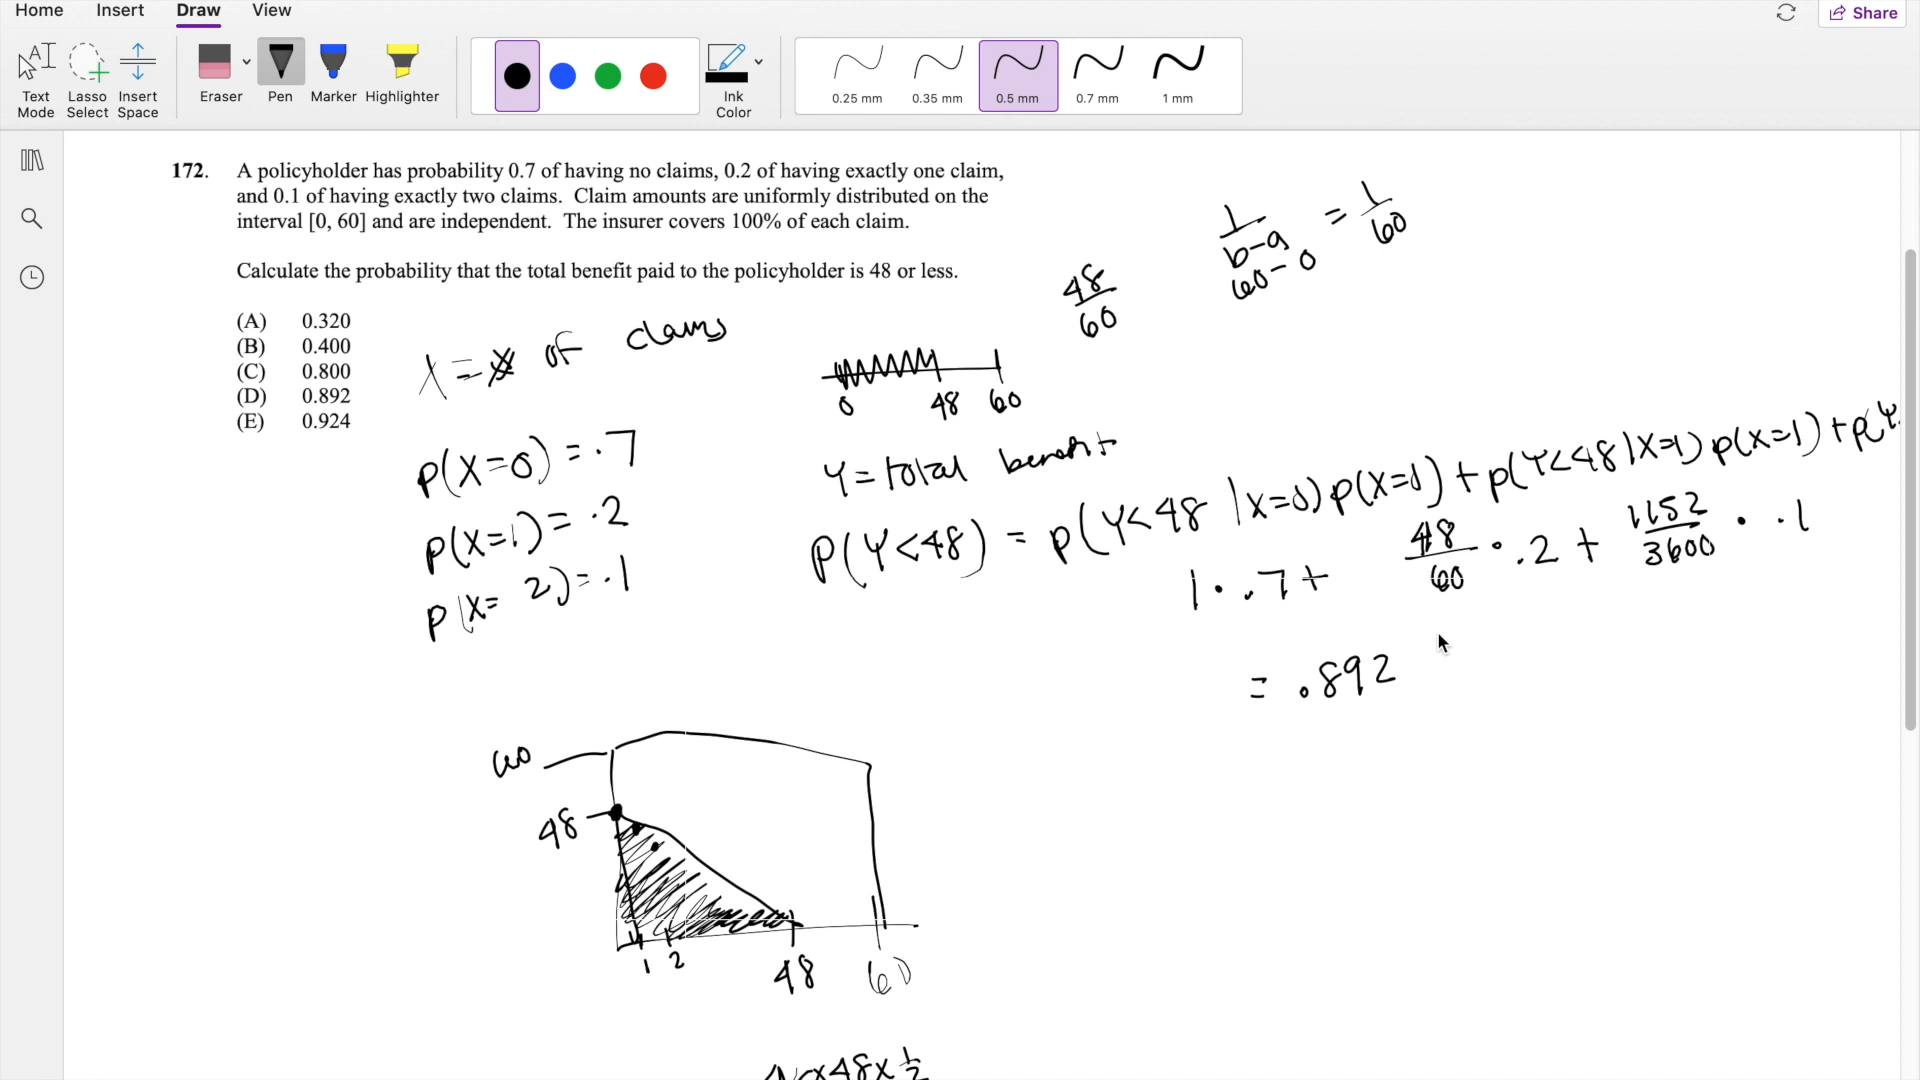 Home Insert Draw View Share
Text Mode Lasso Select Insert Space Eraser Pen Marker Highlighter Ink Color 0.25 mm 0.35 mm 0.5 mm 0.7 mm 1 mm
172. A policyholder has probability 0.7 of having no claims, 0.2 of having exactly one claim,
and 0.1 of having exactly two claims. Claim amounts are uniformly distributed on the
interval [0, 60] and are independent. The insurer covers 100% of each claim.
Calculate the probability that the total benefit paid to the policyholder is 48 or less.
(A) 0.320
(B) 0.400
(C) 0.800
(D) 0.892
(E) 0.924
1/b-a = 1/60
60-0
48/60
of claims
0 48 60
P(X=0) = .7
P(X=1) = .2
P(X=2) = .1
Y = total benefit
P(Y<48) = P(Y<48 | X=0) P(X=0) + P(Y<48 | X=1) P(X=1) + P(Y
1 · .7 + 48/60 · .2 + 1152/3600 · .1
= .892
60
48
1 2 48 60
x48x 1/2